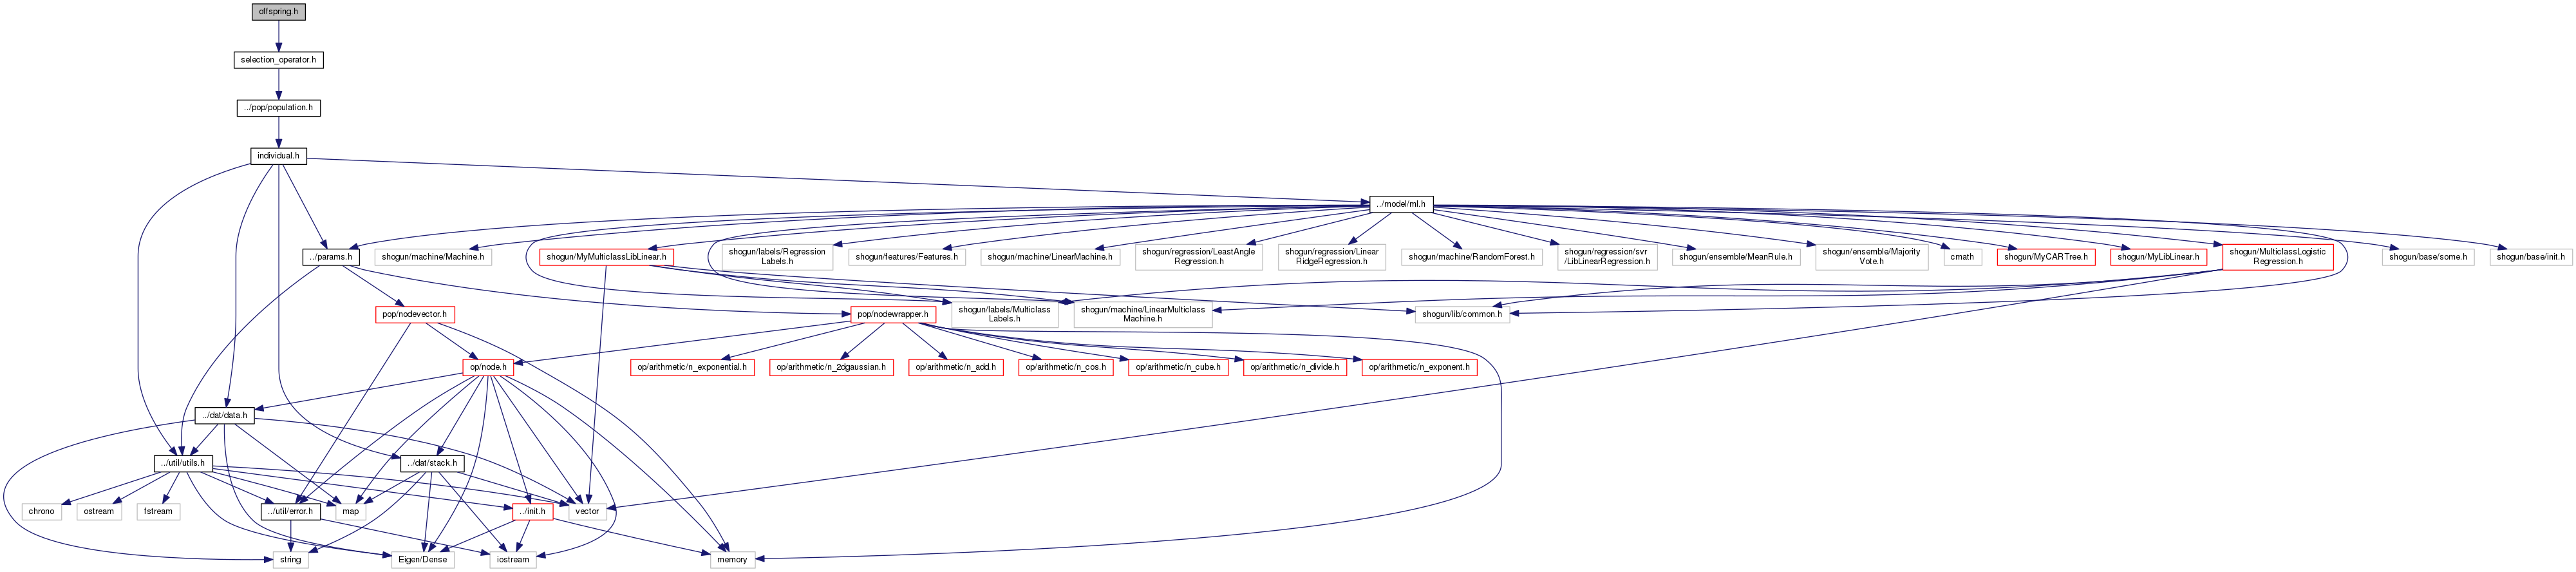 offspring.h
selection_operator.h
../pop/population.h
individual.h
../model/ml.h
../params.h
shogun/machine/Machine.h
shogun/MyMulticlassLibLinear.h
shogun/labels/Regression
Labels.h
shogun/features/Features.h
shogun/machine/LinearMachine.h
shogun/regression/LeastAngle
Regression.h
shogun/regression/Linear
RidgeRegression.h
shogun/machine/RandomForest.h
shogun/regression/svr
/LibLinearRegression.h
shogun/ensemble/MeanRule.h
shogun/ensemble/Majority
Vote.h
cmath
shogun/MyCARTree.h
shogun/MyLibLinear.h
shogun/MulticlassLogistic
Regression.h
shogun/base/some.h
shogun/base/init.h
pop/nodevector.h
pop/nodewrapper.h
shogun/labels/Multiclass
Labels.h
shogun/machine/LinearMulticlass
Machine.h
shogun/lib/common.h
op/node.h
op/arithmetic/n_exponential.h
op/arithmetic/n_2dgaussian.h
op/arithmetic/n_add.h
op/arithmetic/n_cos.h
op/arithmetic/n_cube.h
op/arithmetic/n_divide.h
op/arithmetic/n_exponent.h
../dat/data.h
../util/utils.h
../dat/stack.h
chrono
ostream
fstream
../util/error.h
map
../init.h
vector
string
Eigen/Dense
iostream
memory